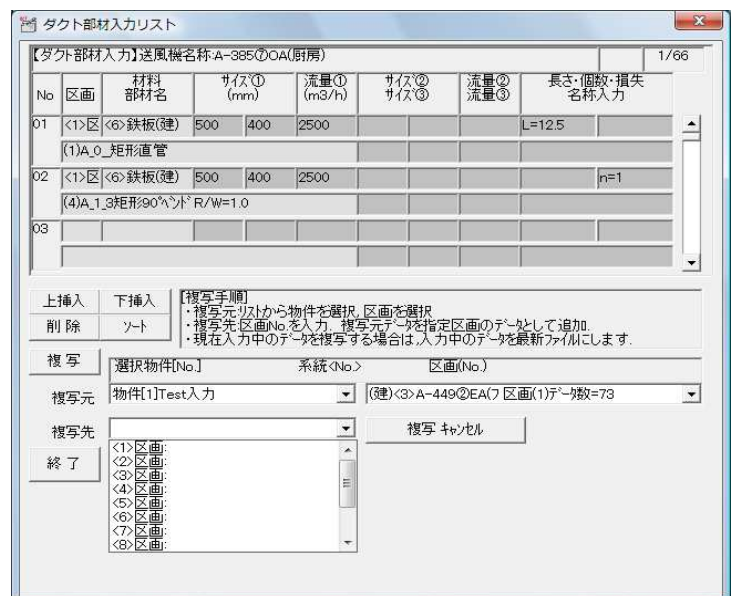 ダクト部材入力リスト
【ダクト部材入力】送風機名称:A-385⑦OA(厨房) 1/66
No 区画 材料 部材名 サイズ① (mm) 流量① (m3/h) サイズ② サイズ③ 流量② 流量③ 長さ・個数・損失 名称入力
01 <1>区 <6>鉄板(建) 500 400 2500 L=12.5
(1)A_0_矩形直管
02 <1>区 <6>鉄板(建) 500 400 2500 n=1
(4)A_1_3矩形90°ベンド R/W=1.0
03
上挿入 下挿入
削除 ソート
[複写手順]
・複写元:リストから物件を選択, 区画を選択
・複写先:区画No.を入力. 複写元データを指定区画のデータとして追加.
・現在入力中のデータを複写する場合は,入力中のデータを最新ファイルにします.
複写 選択物件[No.] 系統<No.> 区画(No.)
複写元 物件[1]Test入力 (建)<3>A-449②EA(フ 区画(1)データ数=73
複写先 複写 キャンセル
終了
<1>区画:
<2>区画:
<3>区画:
<4>区画:
<5>区画:
<6>区画:
<7>区画:
<8>区画: